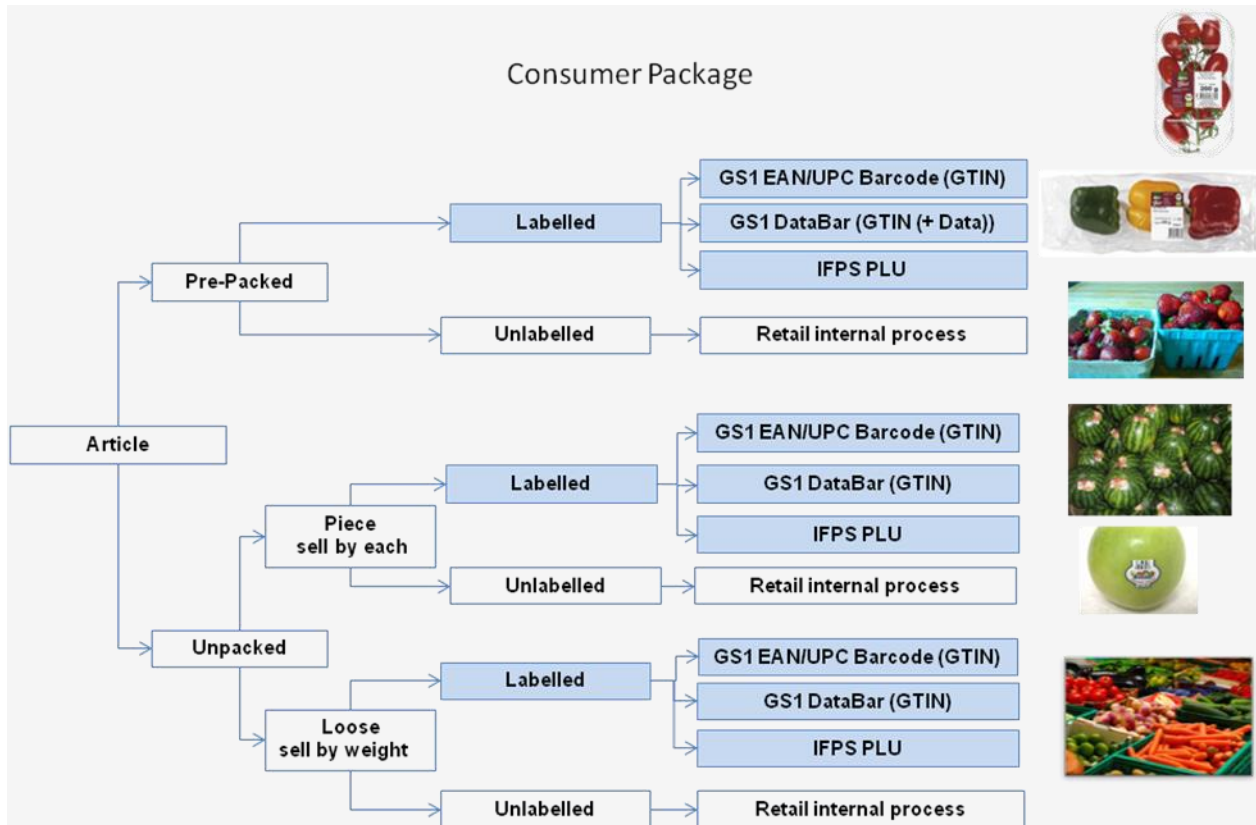 Consumer Package
GS1 EAN/UPC Barcode (GTIN)
Labelled
GS1 DataBar (GTIN (+ Data))
IFPS PLU
Pre-Packed
Unlabelled
Retail internal process
Article
GS1 EAN/UPC Barcode (GTIN)
Labelled
GS1 DataBar (GTIN)
IFPS PLU
Piece
sell by each
Unlabelled
Retail internal process
Unpacked
GS1 EAN/UPC Barcode (GTIN)
Labelled
GS1 DataBar (GTIN)
IFPS PLU
Loose
sell by weight
Unlabelled
Retail internal process